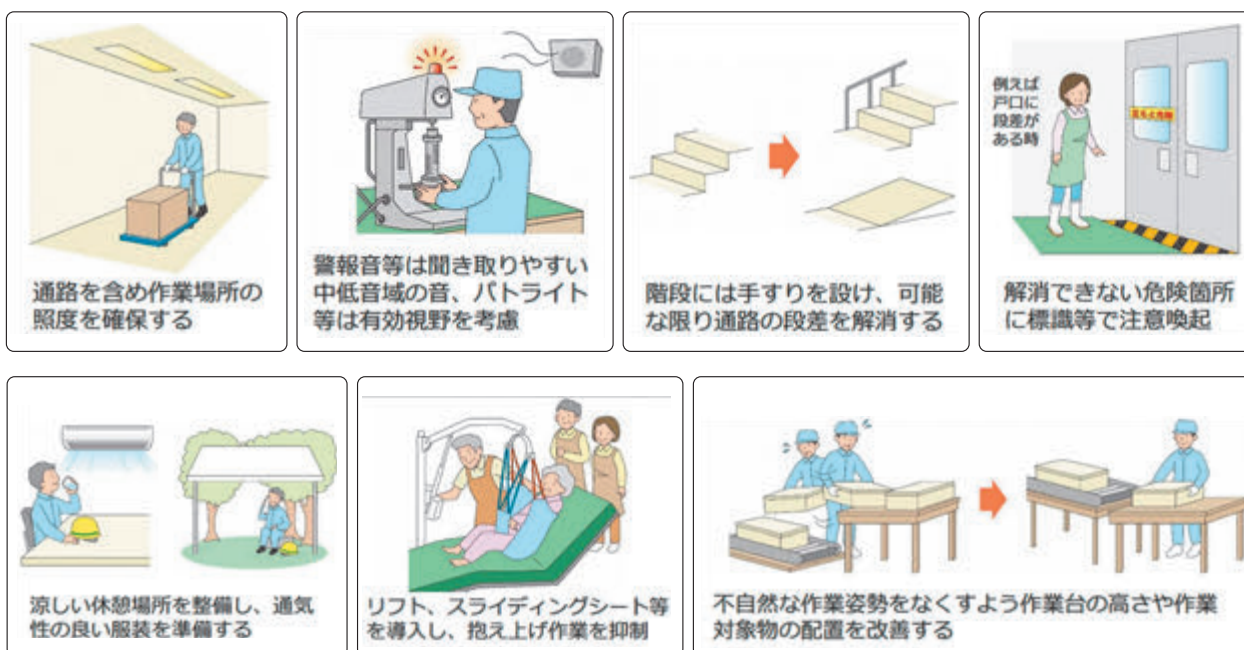 通路を含め作業場所の
照度を確保する
警報音等は聞き取りやすい
中低音域の音、パトライト
等は有効視野を考慮
階段には手すりを設け、可能
な限り通路の段差を解消する
例えば
戸口に
段差が
ある時
解消できない危険箇所
に標識等で注意喚起
涼しい休憩場所を整備し、通気
性の良い服装を準備する
リフト、スライディングシート等
を導入し、抱え上げ作業を抑制
不自然な作業姿勢をなくすよう作業台の高さや作業
対象物の配置を改善する